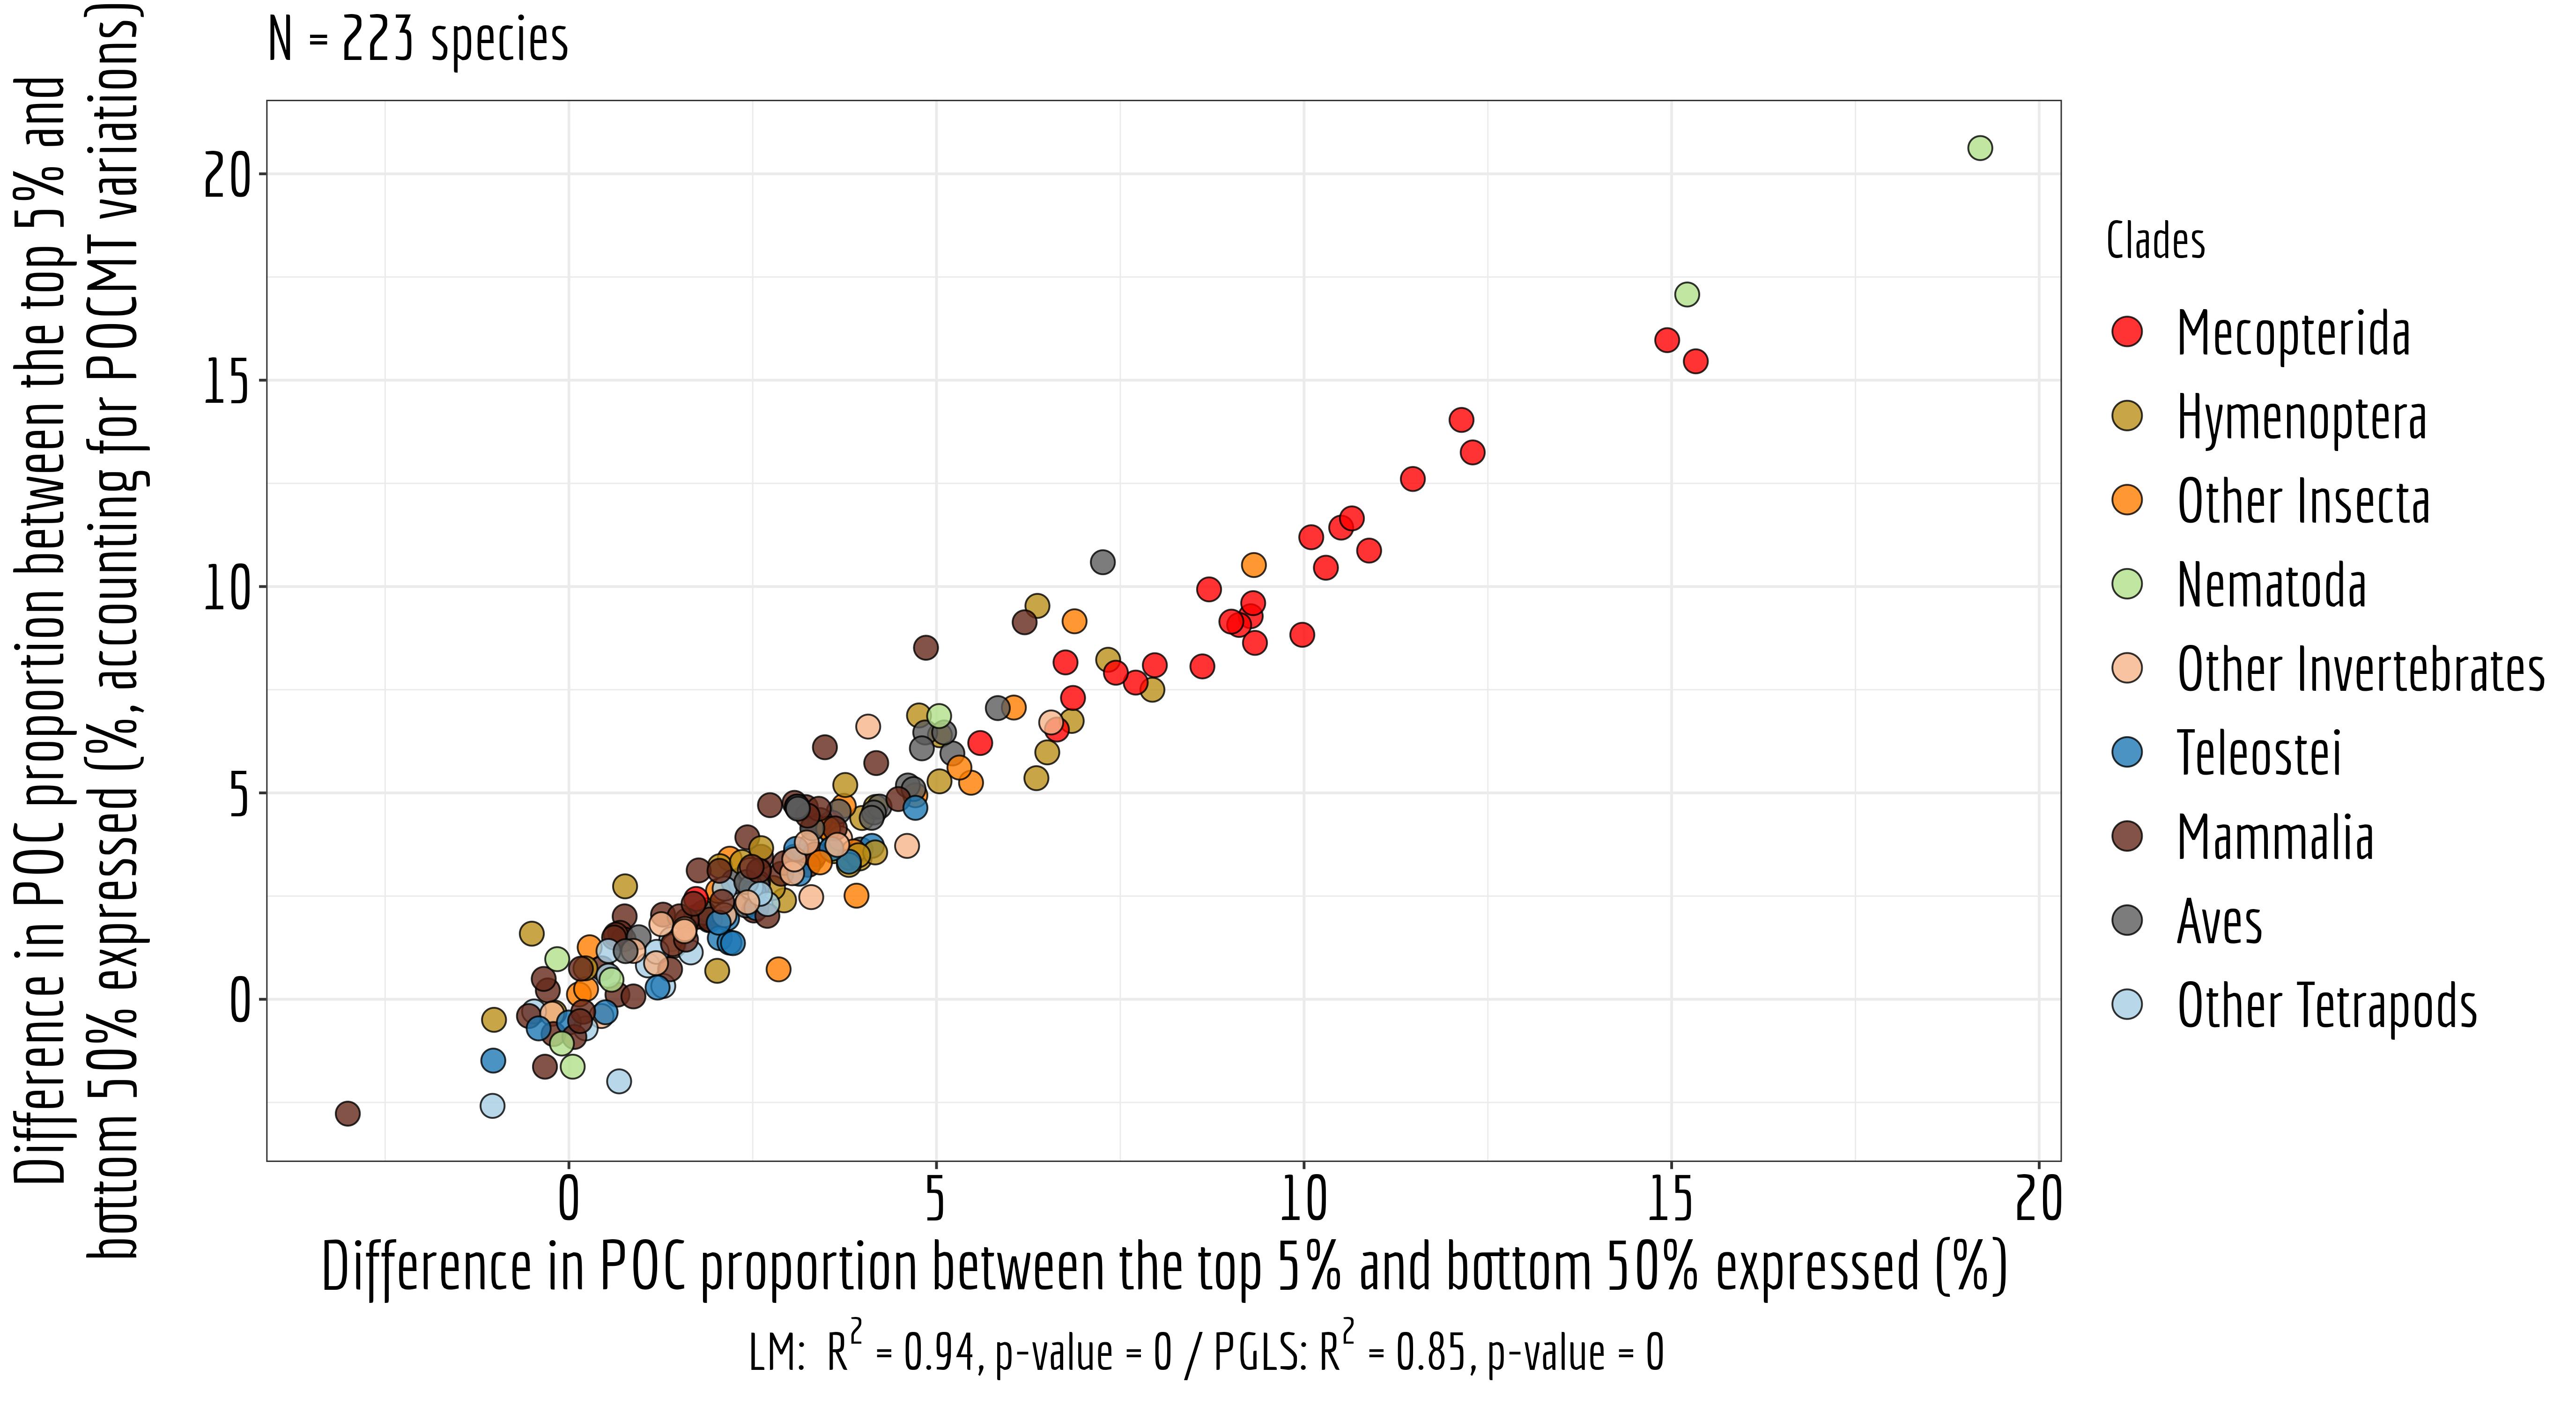 N = 223 species
Difference in POC proportion between the top 5% and
bottom 50% expressed (%, accounting for POCMT variations)
20
15
10
5
0
0
5
10
15
20
Difference in POC proportion between the top 5% and bottom 50% expressed (%)
LM: R² = 0.94, p-value = 0 / PGLS: R² = 0.85, p-value = 0
Clades
Mecopterida
Hymenoptera
Other Insecta
Nematoda
Other Invertebrates
Teleostei
Mammalia
Aves
Other Tetrapods